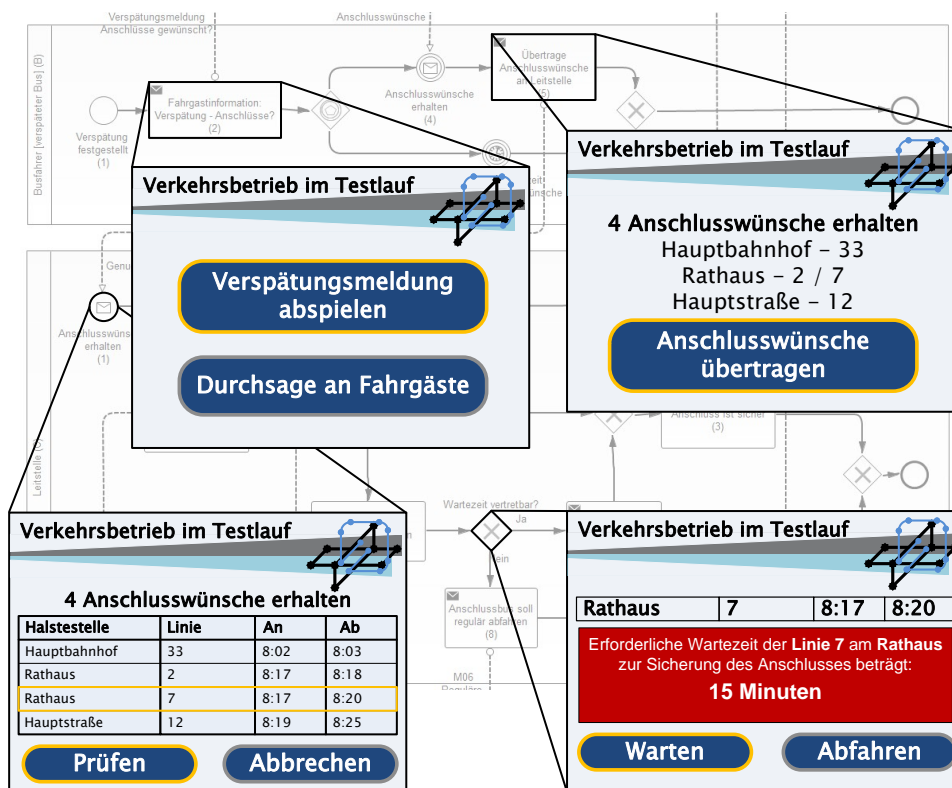 Verspätungsmeldung
Anschlüsse gewünscht?
Anschlusswünsche
Busfahrer [verspäteter Bus] (B)
Verspätung
festgestellt
(1)
Fahrgastinformation:
Verspätung - Anschlüsse?
(2)
Anschlusswünsche
erhalten
(4)
Übertrage
Anschlusswünsche
an Leitstelle
(5)
Verkehrsbetrieb im Testlauf
Verspätungsmeldung
abspielen
Durchsage an Fahrgäste
Verkehrsbetrieb im Testlauf
4 Anschlusswünsche erhalten
Hauptbahnhof – 33
Rathaus – 2 / 7
Hauptstraße – 12
Anschlusswünsche
übertragen
erhalten
(1)
Anschluss ist sicher
(3)
Wartezeit vertretbar?
Ja
Anschlussbus soll
regulär abfahren
(8)
M06
Verkehrsbetrieb im Testlauf
4 Anschlusswünsche erhalten
Halstestelle Linie An Ab
Hauptbahnhof 33 8:02 8:03
Rathaus 2 8:17 8:18
Rathaus 7 8:17 8:20
Hauptstraße 12 8:19 8:25
Prüfen Abbrechen
Verkehrsbetrieb im Testlauf
Rathaus 7 8:17 8:20
Erforderliche Wartezeit der Linie 7 am Rathaus
zur Sicherung des Anschlusses beträgt:
15 Minuten
Warten Abfahren